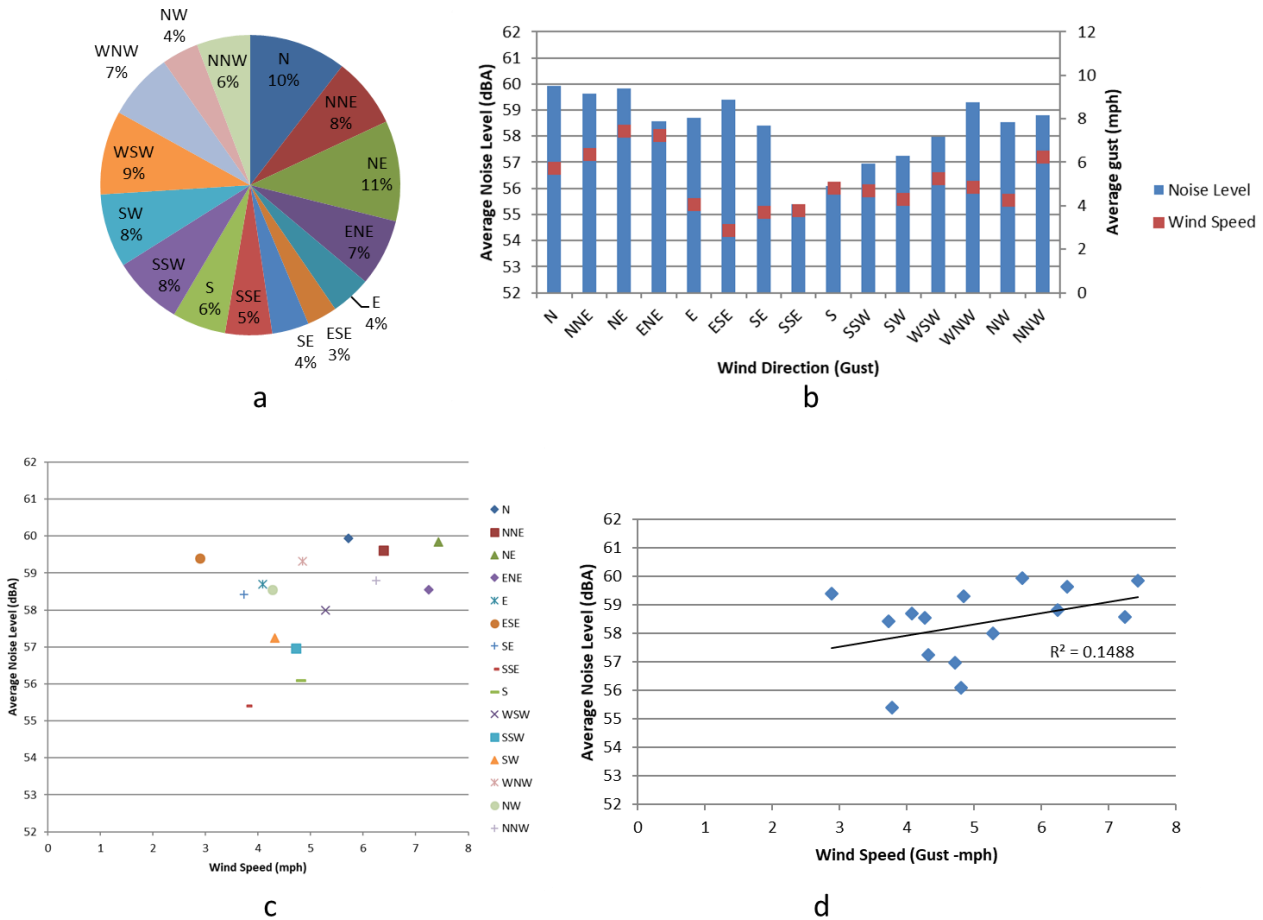 N
10%
NNE
8%
NE
11%
ENE
7%
E
4%
ESE
3%
SE
4%
SSE
5%
S
6%
SSW
8%
SW
8%
WSW
9%
WNW
7%
NW
4%
NNW
6%
a
Average Noise Level (dBA)
62
61
60
59
58
57
56
55
54
53
52
12
10
8
6
4
2
0
Average gust (mph)
N
NNE
NE
ENE
E
ESE
SE
SSE
S
SSW
SW
WSW
WNW
NW
NNW
Wind Direction (Gust)
Noise Level
Wind Speed
b
Average Noise Level (dBA)
62
61
60
59
58
57
56
55
54
53
52
0 1 2 3 4 5 6 7 8
Wind Speed (mph)
N
NNE
NE
ENE
E
ESE
SE
SSE
S
WSW
SSW
SW
WNW
NW
NNW
c
Average Noise Level (dBA)
62
61
60
59
58
57
56
55
54
53
52
R² = 0.1488
0 1 2 3 4 5 6 7 8
Wind Speed (Gust -mph)
d